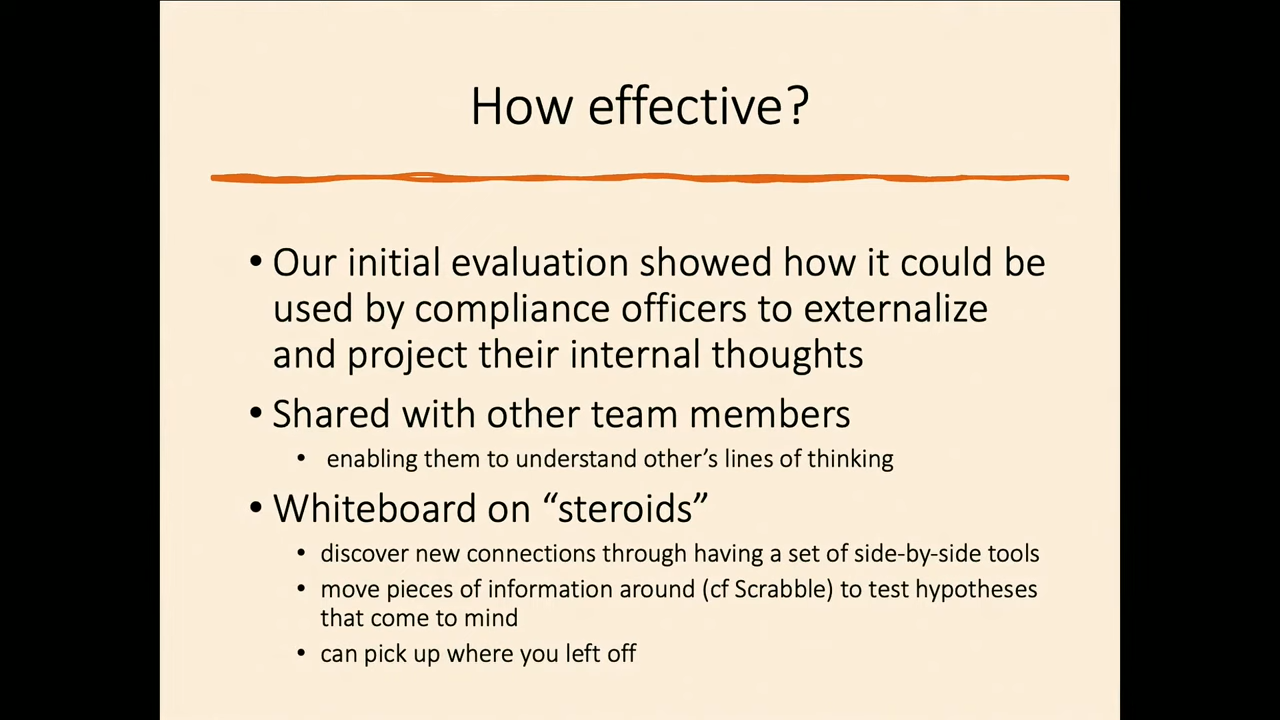 How effective?
• Our initial evaluation showed how it could be
used by compliance officers to externalize
and project their internal thoughts
• Shared with other team members
• enabling them to understand other’s lines of thinking
• Whiteboard on “steroids”
• discover new connections through having a set of side-by-side tools
• move pieces of information around (cf Scrabble) to test hypotheses
that come to mind
• can pick up where you left off